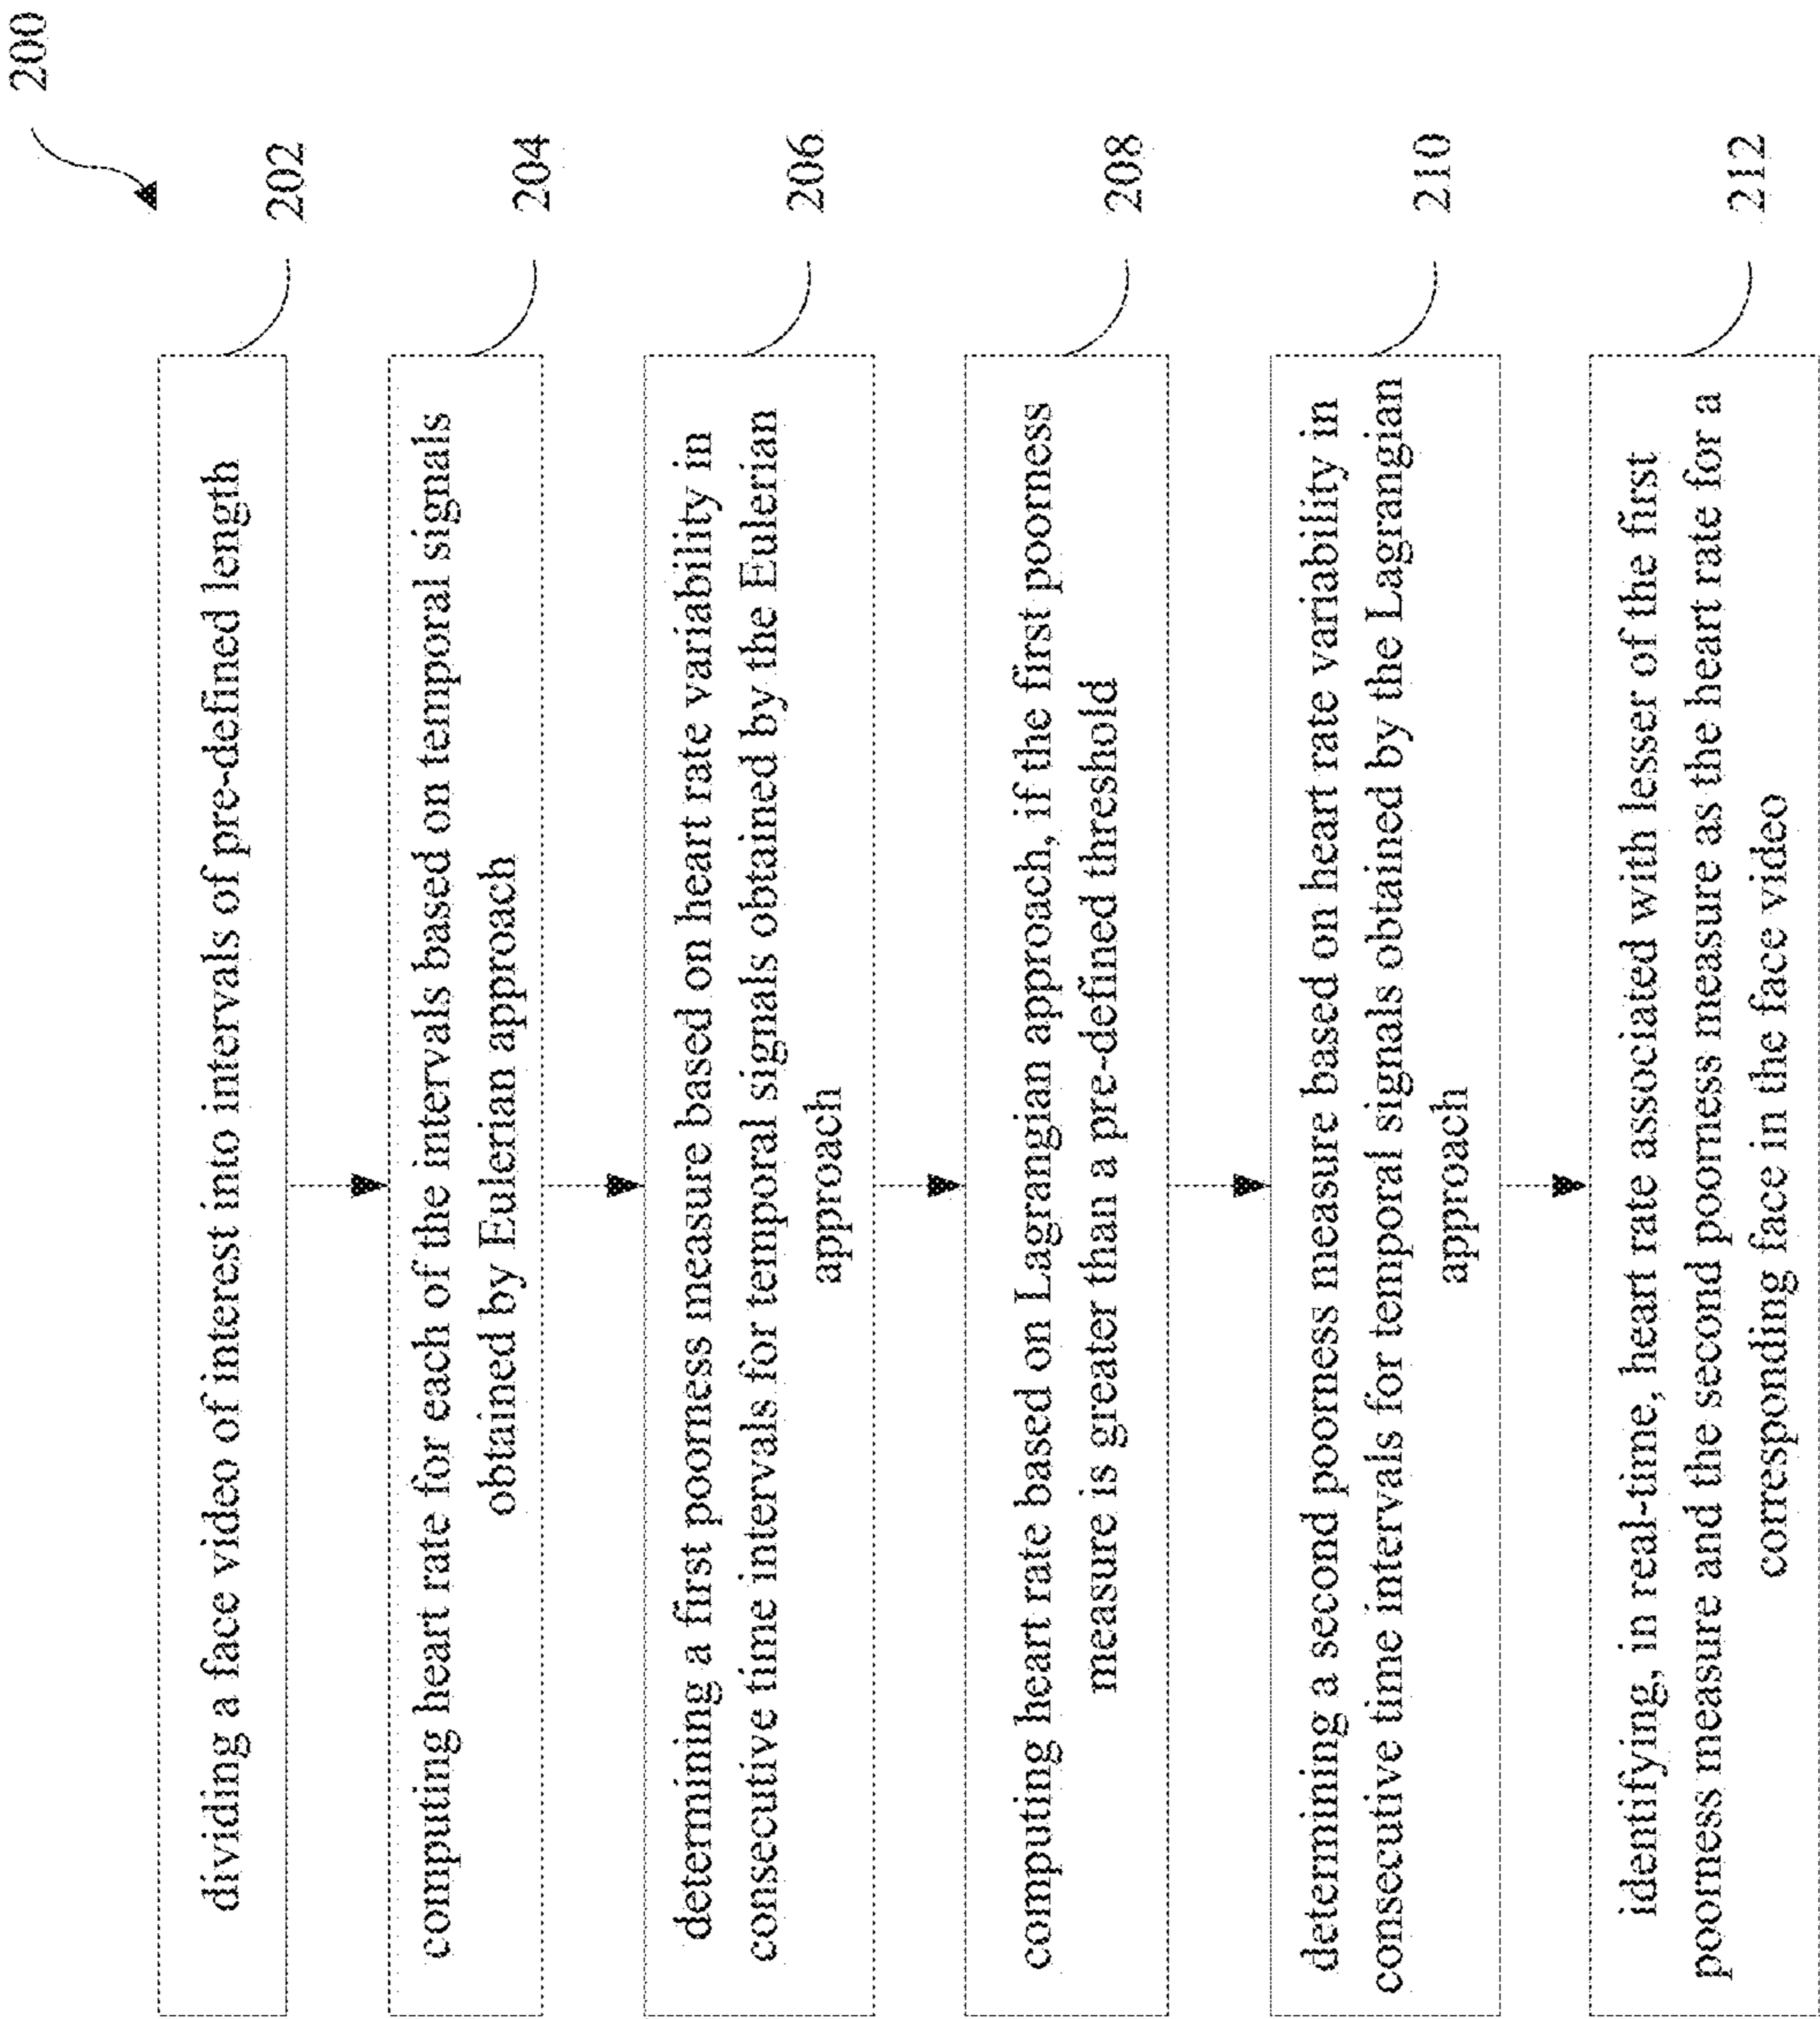 200
dividing a face video of interest into intervals of pre-defined length
202
computing heart rate for each of the intervals based on temporal signals
obtained by Eulerian approach
204
determining a first poorness measure based on heart rate variability in
consecutive time intervals for temporal signals obtained by the Eulerian
approach
206
computing heart rate based on Lagrangian approach, if the first poorness
measure is greater than a pre-defined threshold
208
determining a second poorness measure based on heart rate variability in
consecutive time intervals for temporal signals obtained by the Lagrangian
approach
210
identifying, in real-time, heart rate associated with lesser of the first
poorness measure and the second poorness measure as the heart rate for a
corresponding face in the face video
212